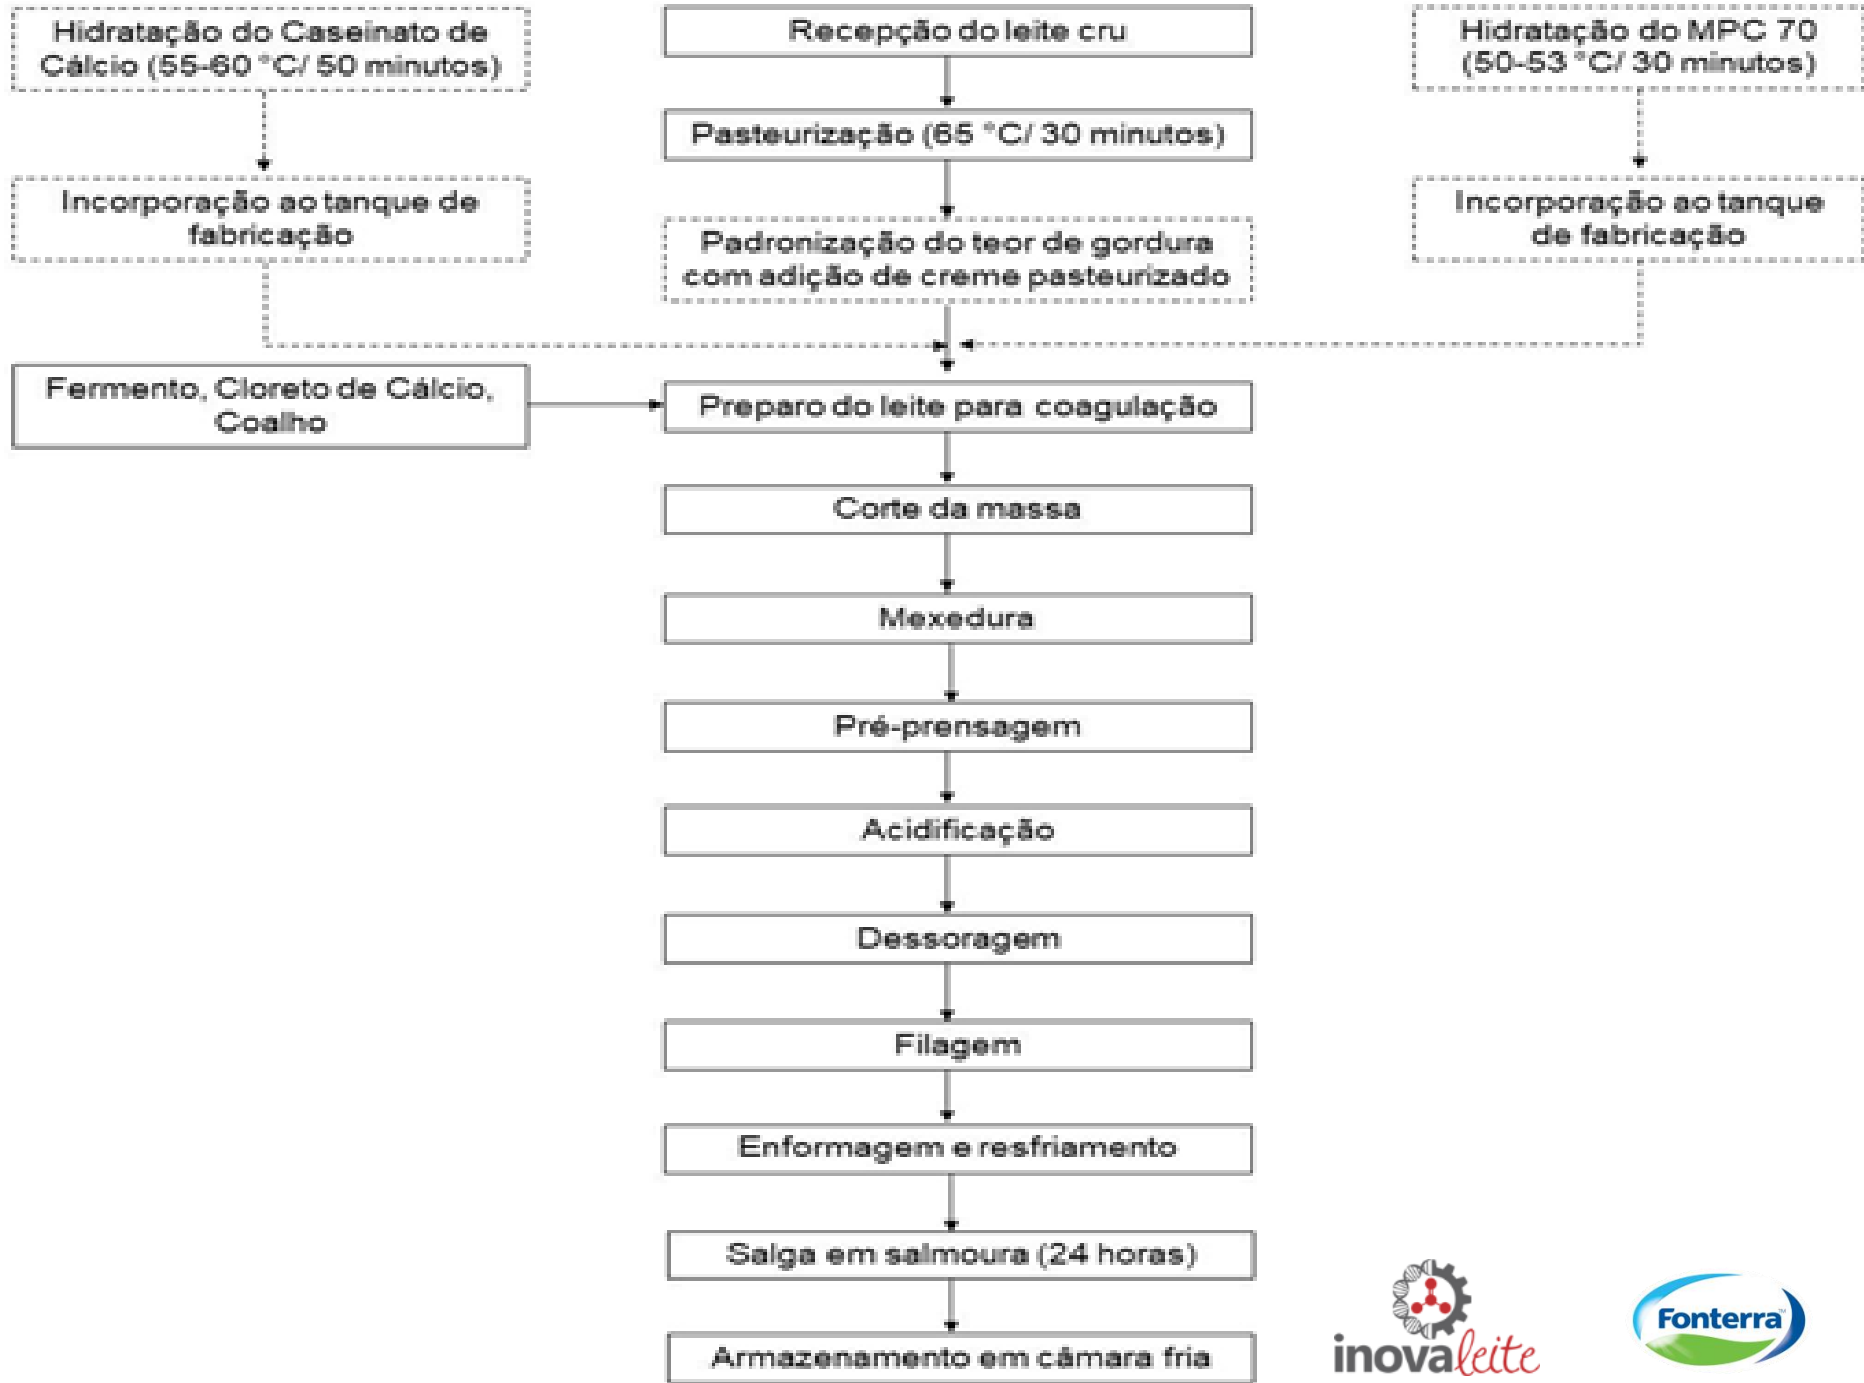 Hidratação do Caseinato de
Cálcio (55-60 °C/ 50 minutos)
Recepção do leite cru
Hidratação do MPC 70
(50-53 °C/ 30 minutos)
Pasteurização (65 °C/ 30 minutos)
Incorporação ao tanque de
fabricação
Padronização do teor de gordura
com adição de creme pasteurizado
Incorporação ao tanque
de fabricação
Fermento, Cloreto de Cálcio,
Coalho
Preparo do leite para coagulação
Corte da massa
Mexedura
Pré-prensagem
Acidificação
Dessoragem
Filagem
Enformagem e resfriamento
Salga em salmoura (24 horas)
Armazenamento em câmara fria
inovaleite
Fonterra™